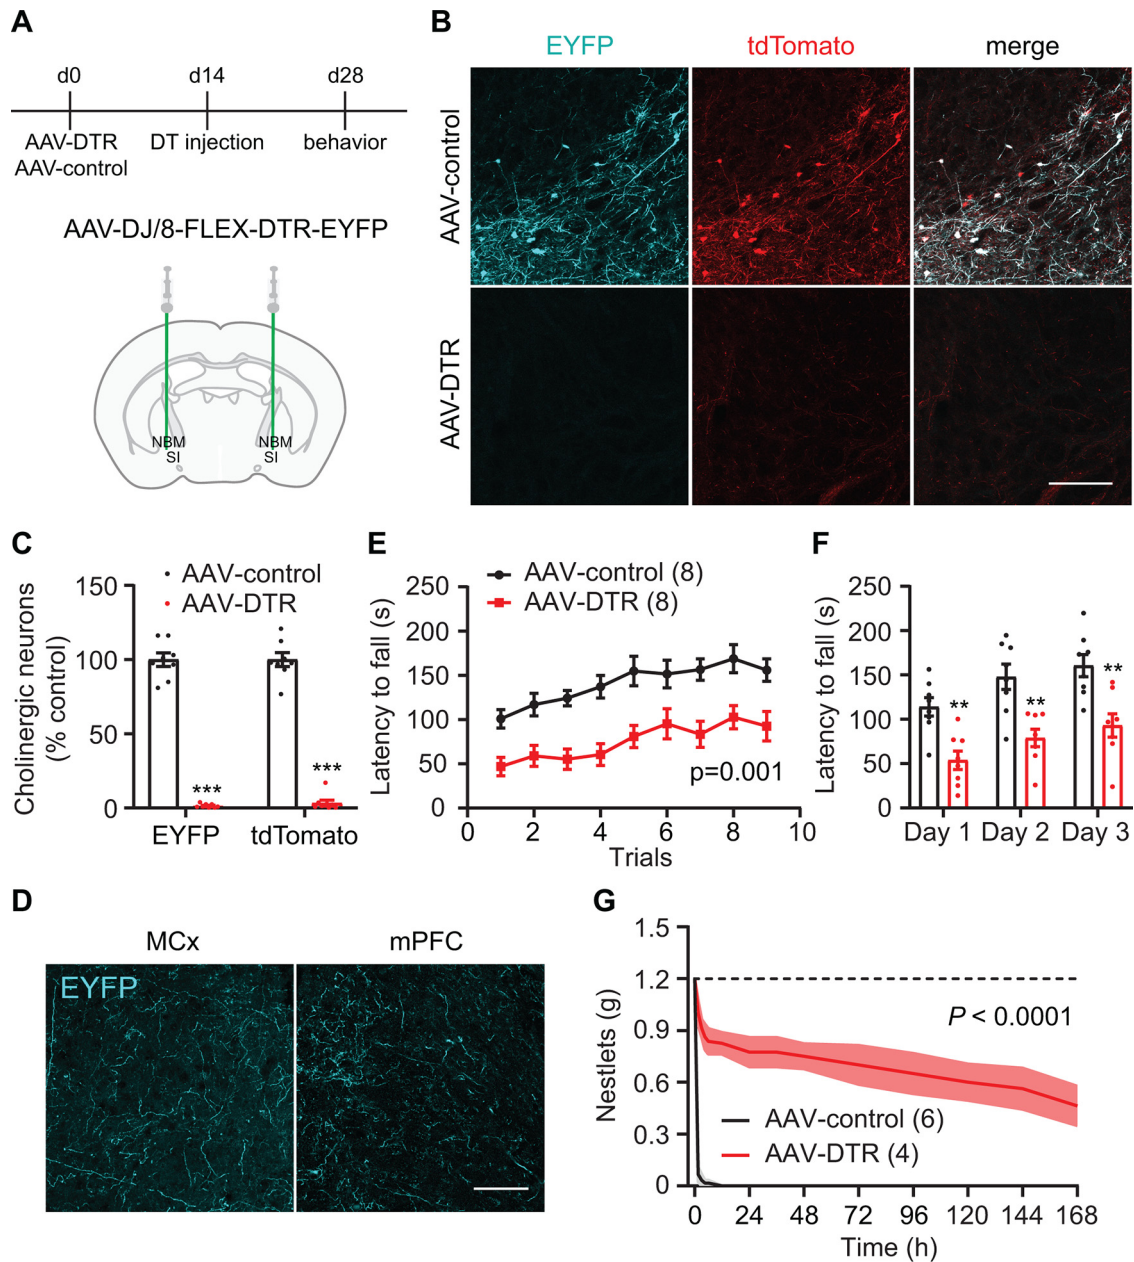 A
d0
d14
d28
AAV-DTR
AAV-control
DT injection
behavior
AAV-DJ/8-FLEX-DTR-EYFP
NBM
SI
NBM
SI
B
EYFP
tdTomato
merge
AAV-control
AAV-DTR
C
Cholinergic neurons
(% control)
150
100
50
0
AAV-control
AAV-DTR
***
***
EYFP
tdTomato
E
Latency to fall (s)
250
200
150
100
50
0
AAV-control (8)
AAV-DTR (8)
p=0.001
0
2
4
6
8
10
Trials
F
Latency to fall (s)
250
200
150
100
50
0
**
**
**
Day 1
Day 2
Day 3
D
MCx
mPFC
EYFP
G
Nestlets (g)
1.5
1.2
0.9
0.6
0.3
0
P < 0.0001
AAV-control (6)
AAV-DTR (4)
0
24
48
72
96
120
144
168
Time (h)